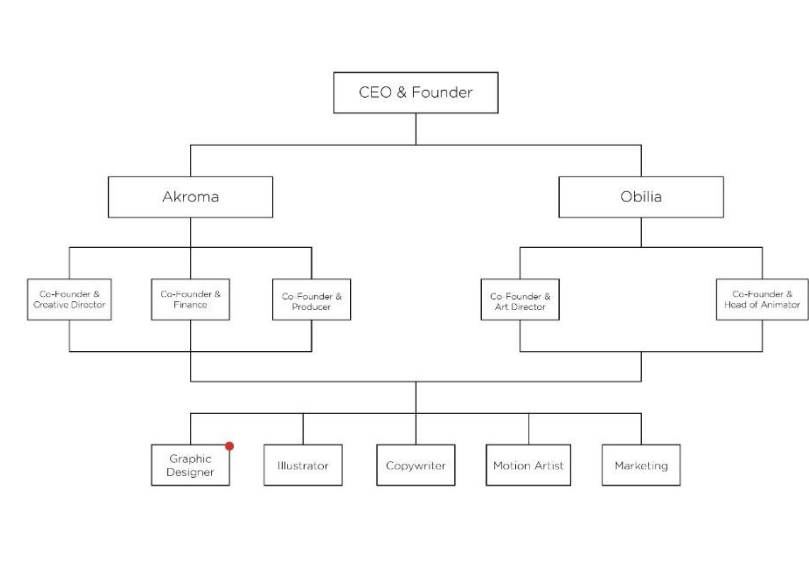 CEO & Founder
Akroma
Obilia
Co-Founder &
Creative Director
Co-Founder &
Finance
Co-Founder &
Producer
Co-Founder &
Art Director
Co-Founder &
Head of Animator
Graphic
Designer
Illustrator
Copywriter
Motion Artist
Marketing